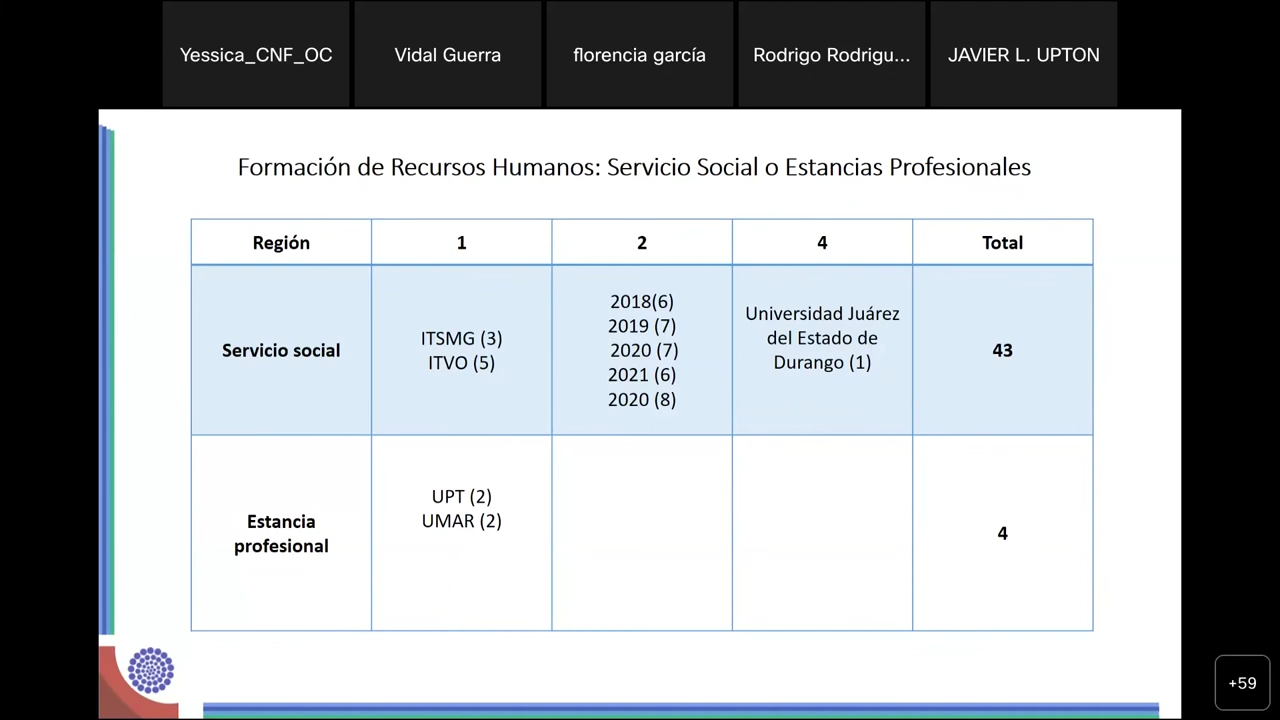 Yessica_CNF_OC
Vidal Guerra
florencia garcía
Rodrigo Rodrigu...
JAVIER L. UPTON
Formación de Recursos Humanos: Servicio Social o Estancias Profesionales
Región
1
2
4
Total
Servicio social
ITSMG (3)
ITVO (5)
2018(6)
2019 (7)
2020 (7)
2021 (6)
2020 (8)
Universidad Juárez
del Estado de
Durango (1)
43
Estancia
profesional
UPT (2)
UMAR (2)
4
+59